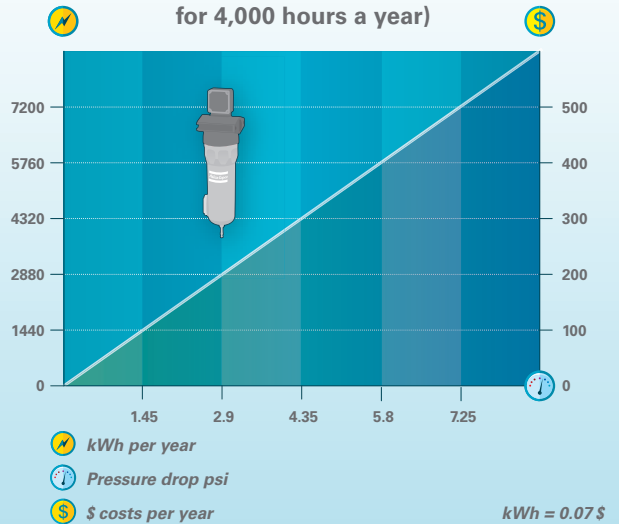 for 4,000 hours a year)
$
7200
500
5760
400
4320
300
2880
200
1440
100
0
0
1.45 2.9 4.35 5.8 7.25
kWh per year
Pressure drop psi
$
$ costs per year
kWh = 0.07 $